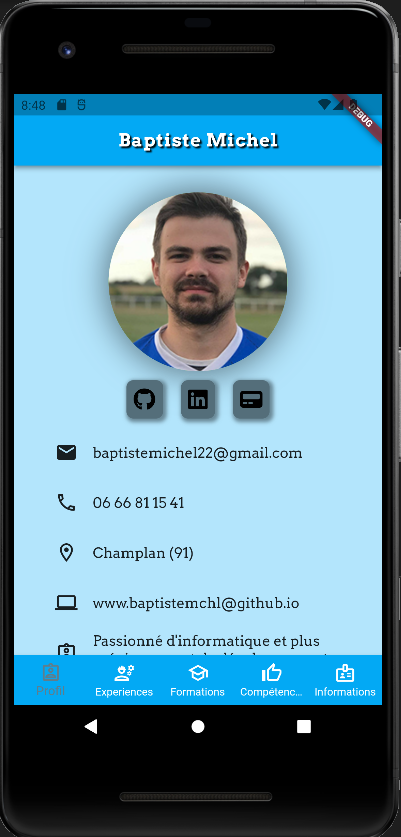 8:48
DEBUG
Baptiste Michel
in
baptistemichel22@gmail.com
06 66 81 15 41
Champlan (91)
www.baptistemchl@github.io
Passionné d'informatique et plus
Profil
Experiences
Formations
Compétenc...
Informations